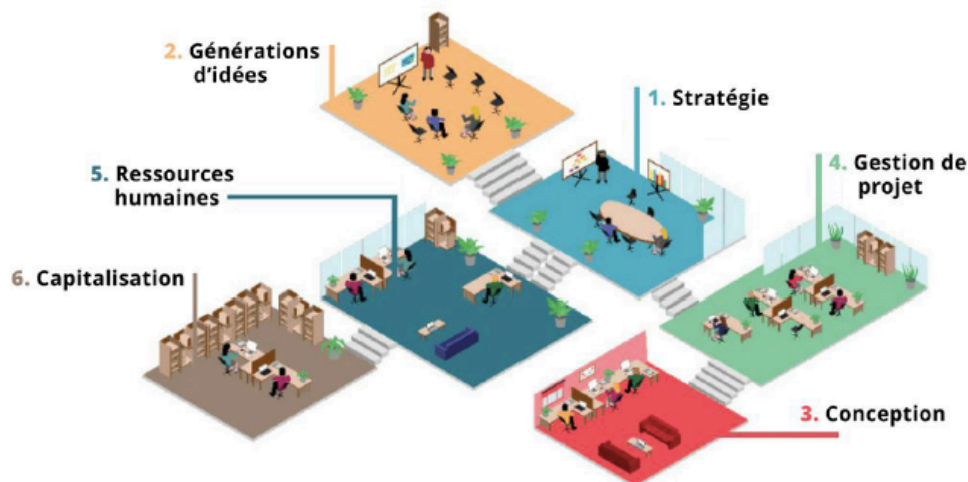 2. Générations
d'idées
1. Stratégie
4. Gestion de
projet
5. Ressources
humaines
6. Capitalisation
3. Conception